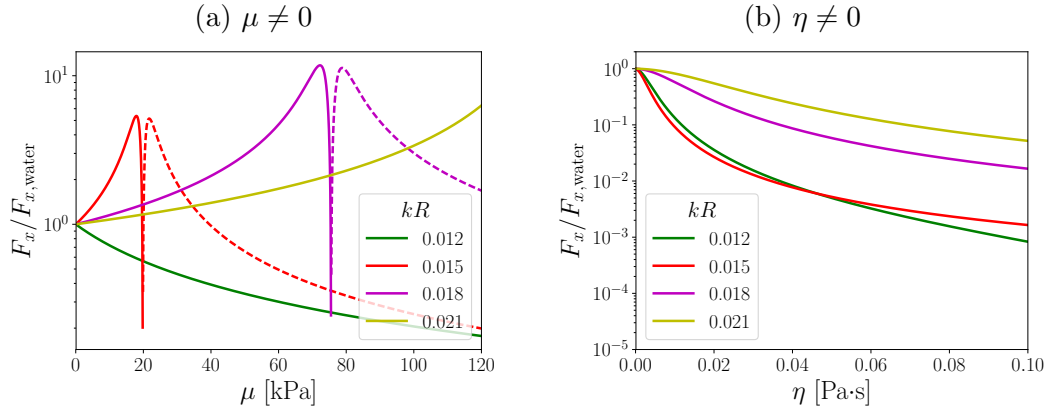 (a) μ ≠ 0
F_x/F_{x,water}
10^1
10^0
0 20 40 60 80 100 120
μ [kPa]
kR
0.012
0.015
0.018
0.021
(b) η ≠ 0
F_x/F_{x,water}
10^0
10^{-1}
10^{-2}
10^{-3}
10^{-4}
10^{-5}
0.00 0.02 0.04 0.06 0.08 0.10
η [Pa·s]
kR
0.012
0.015
0.018
0.021